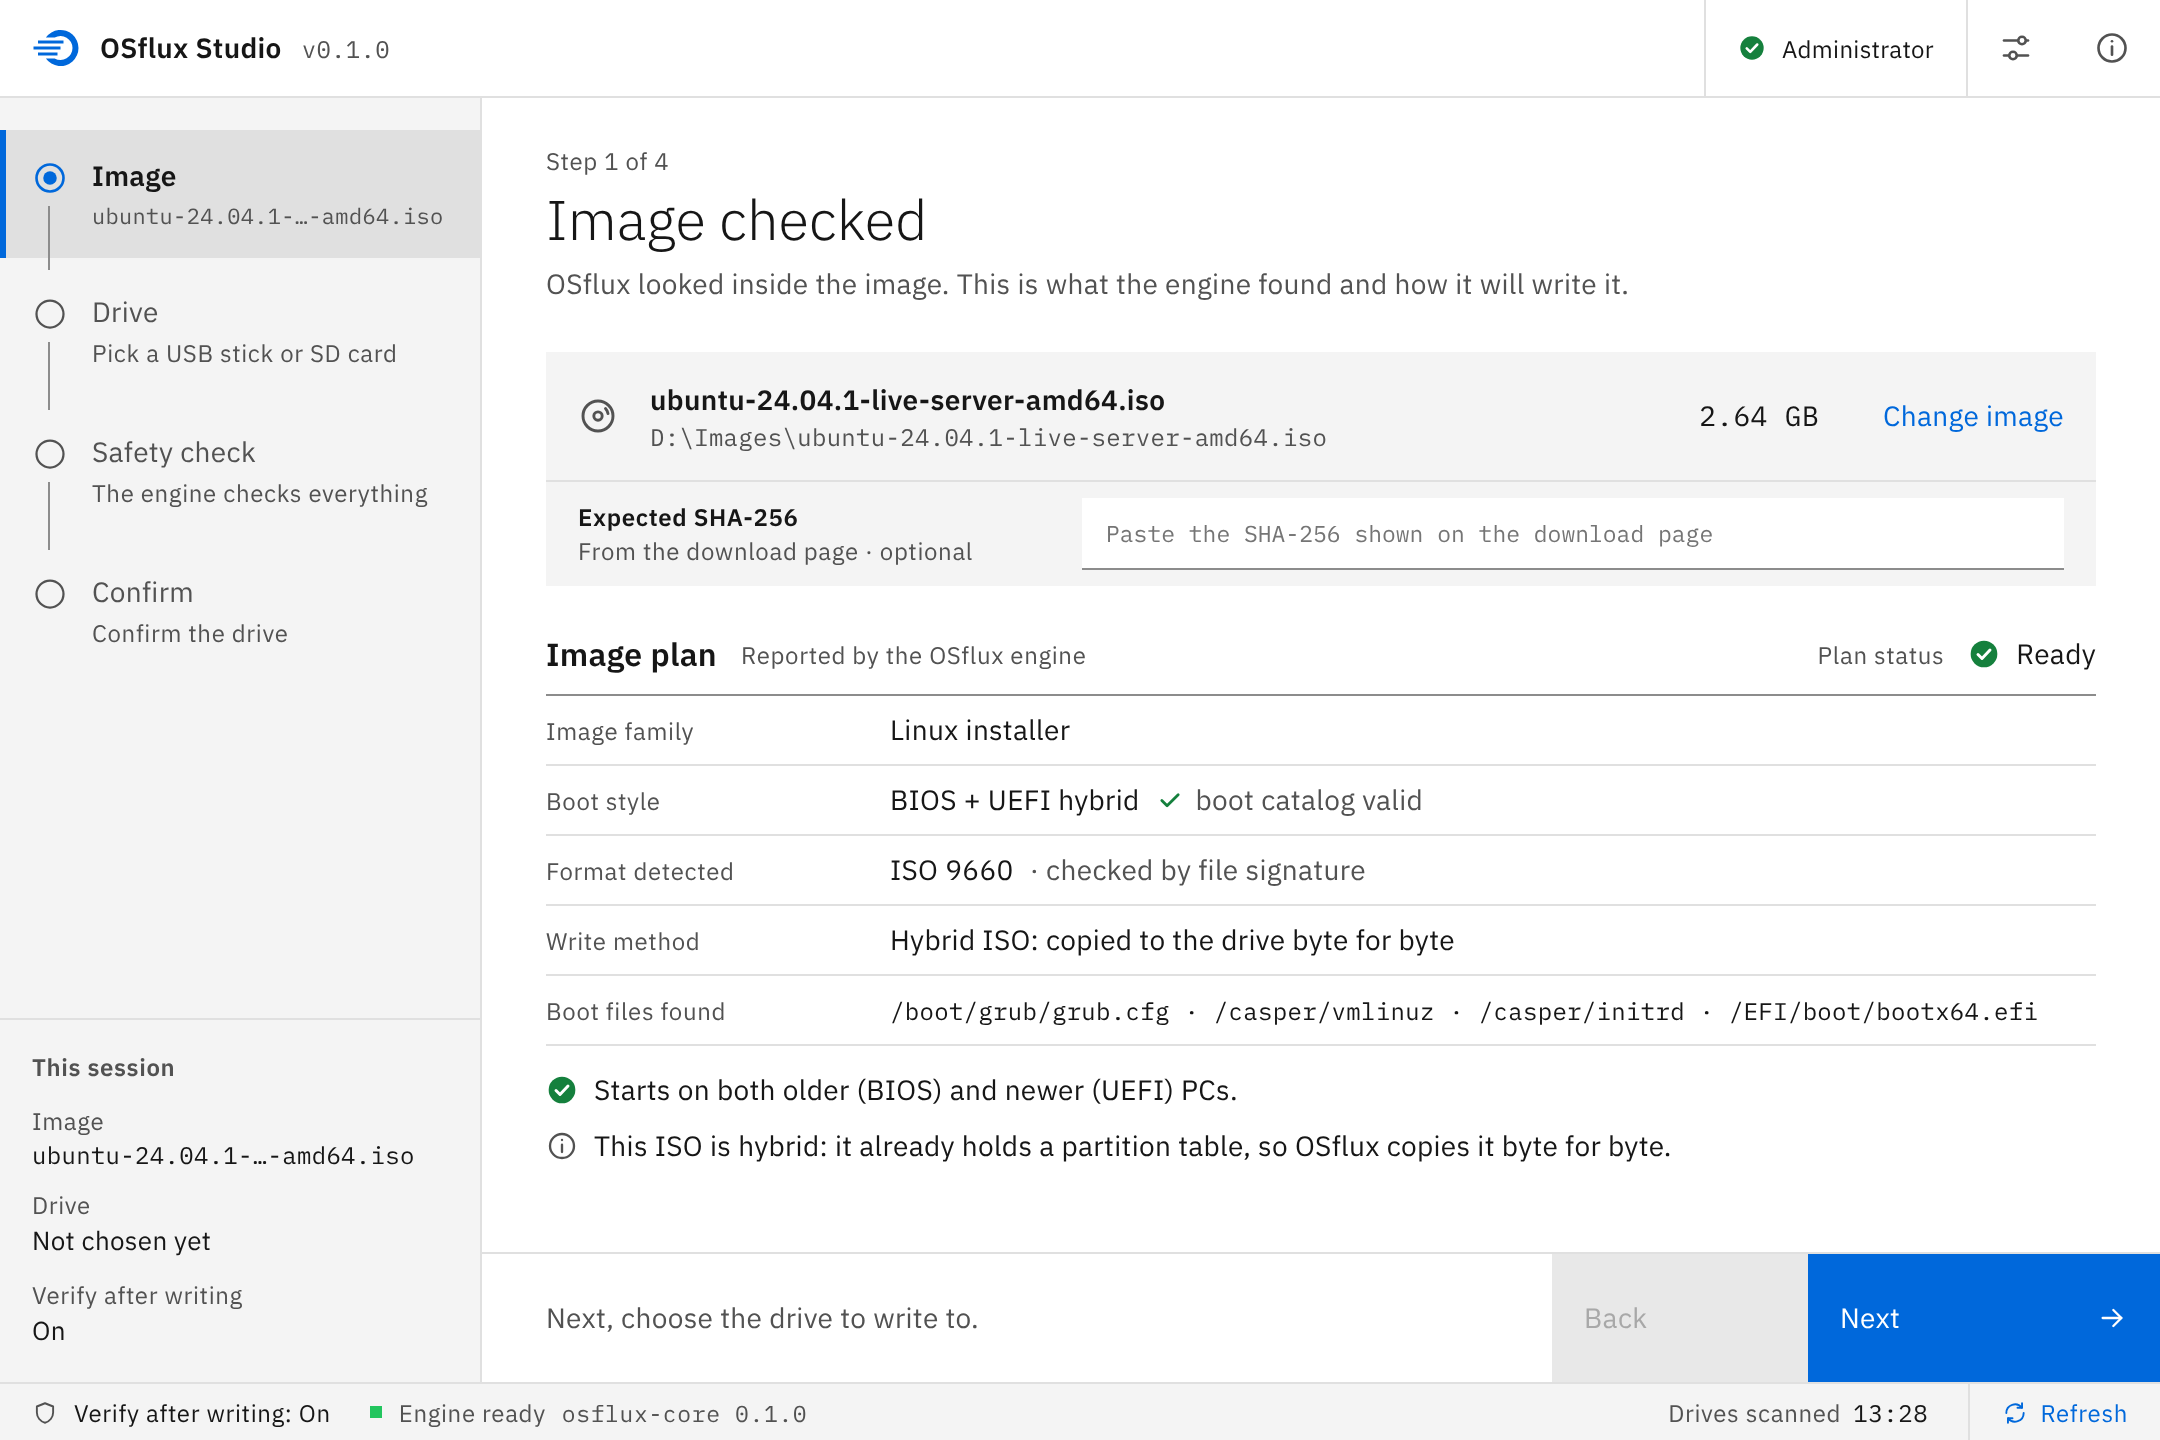 OSflux Studio v0.1.0
Administrator
Image
ubuntu-24.04.1-…-amd64.iso
Drive
Pick a USB stick or SD card
Safety check
The engine checks everything
Confirm
Confirm the drive
This session
Image
ubuntu-24.04.1-…-amd64.iso
Drive
Not chosen yet
Verify after writing
On
Step 1 of 4
Image checked
OSflux looked inside the image. This is what the engine found and how it will write it.
ubuntu-24.04.1-live-server-amd64.iso
D:\Images\ubuntu-24.04.1-live-server-amd64.iso
2.64 GB
Change image
Expected SHA-256
From the download page · optional
Paste the SHA-256 shown on the download page
Image plan Reported by the OSflux engine
Plan status Ready
Image family Linux installer
Boot style BIOS + UEFI hybrid boot catalog valid
Format detected ISO 9660 · checked by file signature
Write method Hybrid ISO: copied to the drive byte for byte
Boot files found /boot/grub/grub.cfg · /casper/vmlinuz · /casper/initrd · /EFI/boot/bootx64.efi
Starts on both older (BIOS) and newer (UEFI) PCs.
This ISO is hybrid: it already holds a partition table, so OSflux copies it byte for byte.
Next, choose the drive to write to.
Back
Next
Verify after writing: On
Engine ready osflux-core 0.1.0
Drives scanned 13:28
Refresh